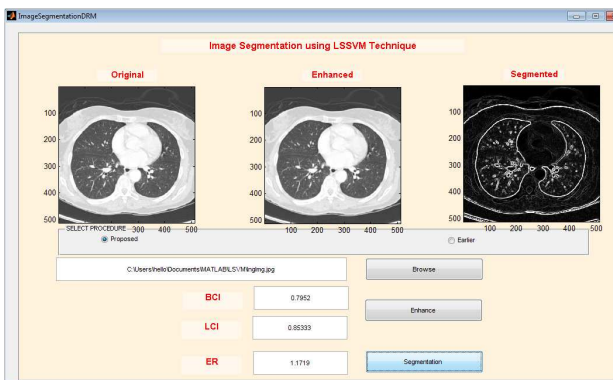 ImageSegmentationDRM
Image Segmentation using LSSVM Technique
Original
Enhanced
Segmented
100
200
300
400
500
100
200
300
400
500
100
200
300
400
500
SELECT PROCEDURE
300 400 500
100 200 300 400 500
100 200 300 400 500
Proposed
Earlier
C:\Users\hello\Documents\MATLAB\LSVM\ingImg.jpg
Browse
BCI
0.7952
Enhance
LCI
0.85333
ER
1.1719
Segmentation